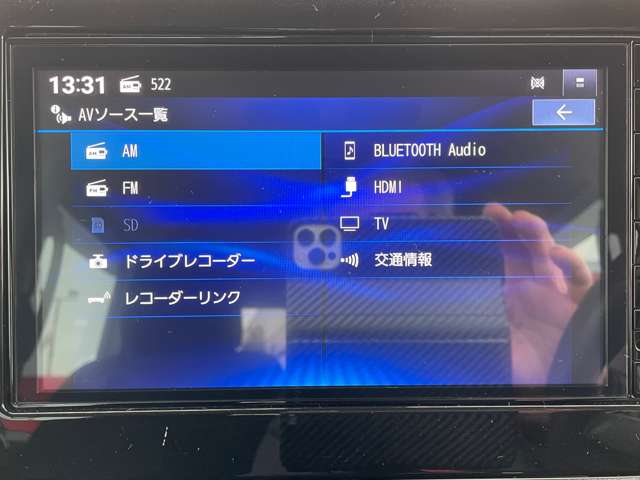 13:31 522
AVソース一覧
AM
FM
SD
ドライブレコーダー
レコーダーリンク
BLUETOOTH Audio
HDMI
TV
交通情報